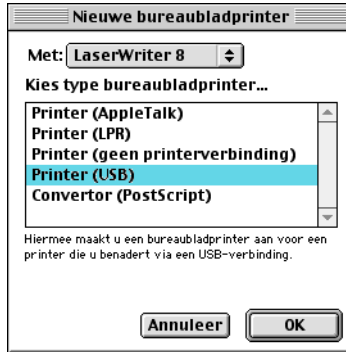 Nieuwe bureaubladprinter
Met: LaserWriter 8
Kies type bureaubladprinter...
Printer (AppleTalk)
Printer (LPR)
Printer (geen printerverbinding)
Printer (USB)
Convertor (PostScript)
Hiermee maakt u een bureaubladprinter aan voor een
printer die u benadert via een USB-verbinding.
Annuleer OK